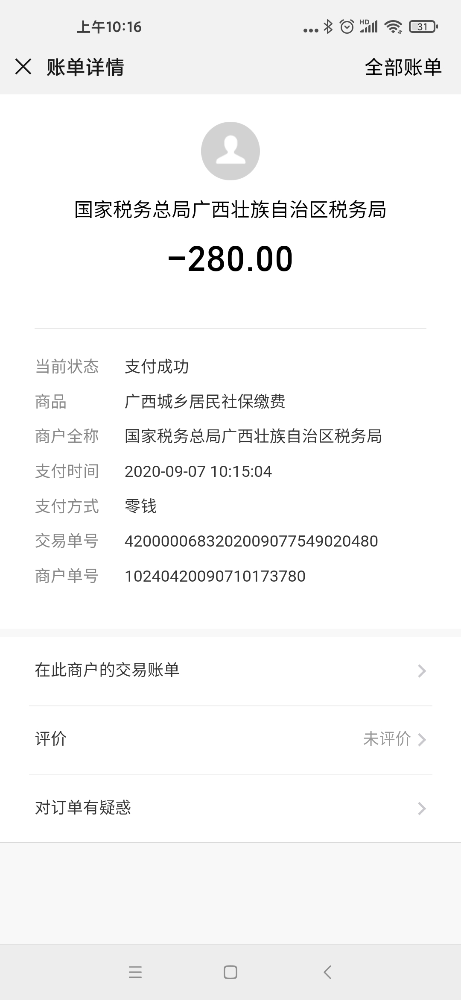 上午10:16
HD
31
账单详情
全部账单
国家税务总局广西壮族自治区税务局
-280.00
当前状态 支付成功
商品 广西城乡居民社保缴费
商户全称 国家税务总局广西壮族自治区税务局
支付时间 2020-09-07 10:15:04
支付方式 零钱
交易单号 4200000683202009077549020480
商户单号 10240420090710173780
在此商户的交易账单
评价 未评价
对订单有疑惑